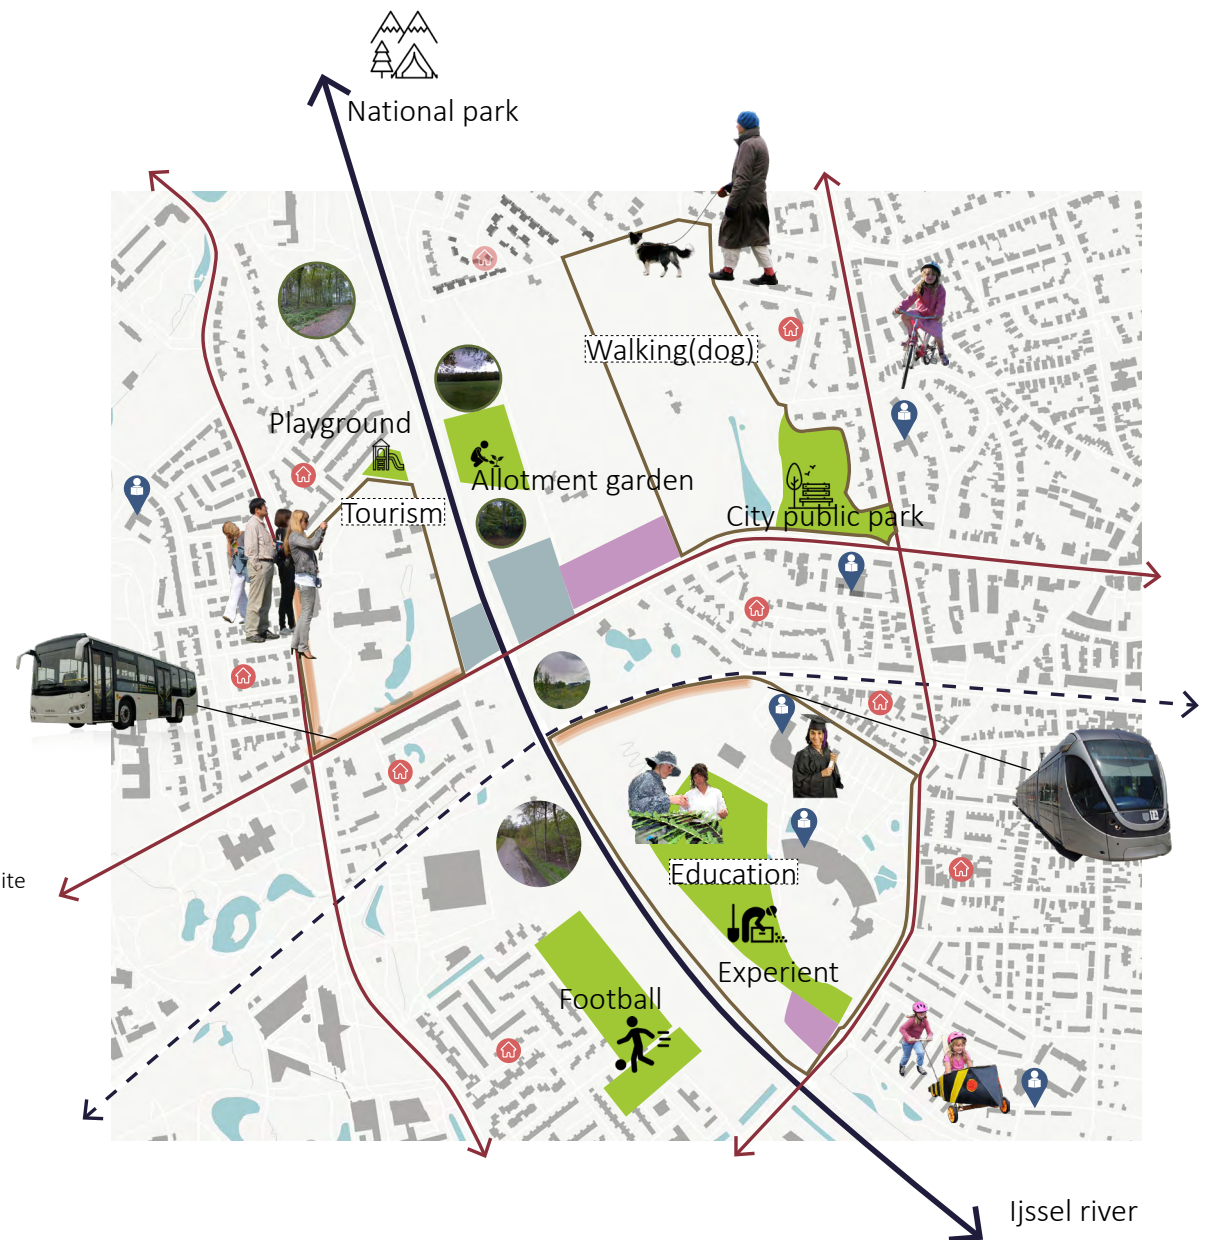 National park
Walking(dog)
Playground
Allotment garden
Tourism
City public park
ite
Education
Experient
Football
Ijssel river